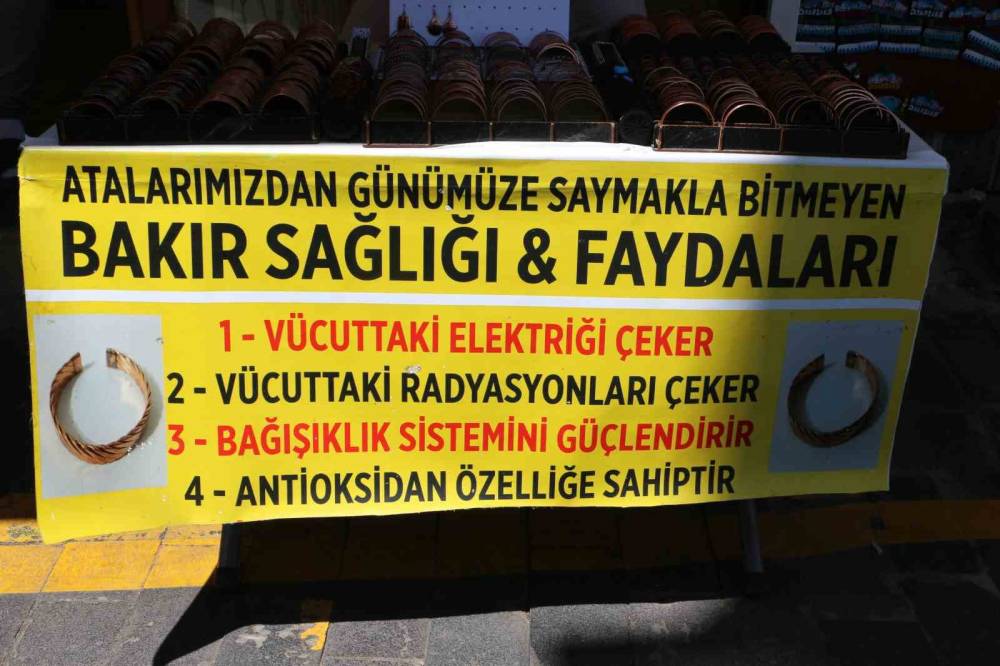 ATALARIMIZDAN GÜNÜMÜZE SAYMAKLA BİTMEYEN
BAKIR SAĞLIĞI & FAYDALARI
1 - VÜCUTTAKİ ELEKTRİĞİ ÇEKER
2 - VÜCUTTAKİ RADYASYONLARI ÇEKER
3 - BAĞIŞIKLIK SİSTEMİNİ GÜÇLENDİRİR
4 - ANTİOKSİDAN ÖZELLİĞE SAHİPTİR